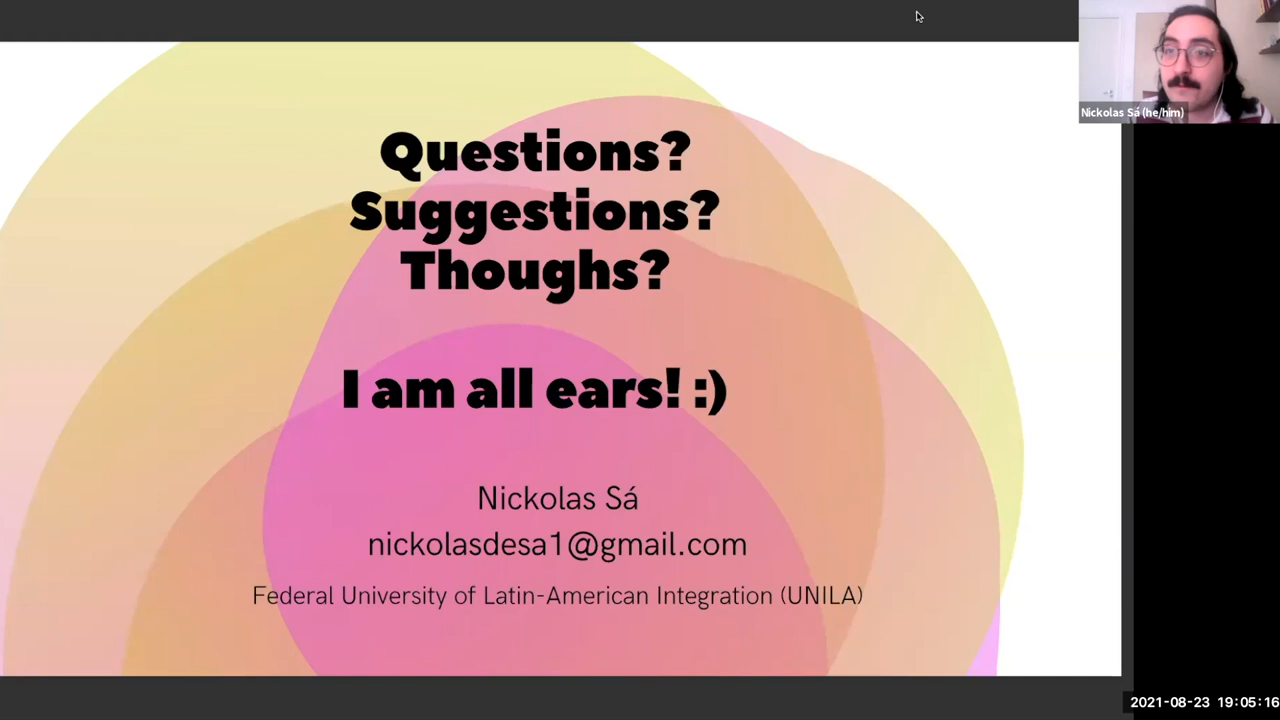 Questions?
Suggestions?
Thoughs?
I am all ears! :)
Nickolas Sá
nickolasdesa1@gmail.com
Federal University of Latin-American Integration (UNILA)
Nickolas Sá (he/him)
2021-08-23 19:05:16